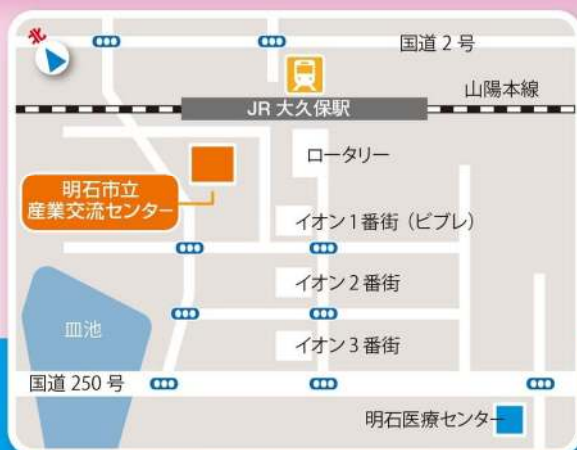 北
国道 2 号
山陽本線
JR 大久保駅
ロータリー
明石市立
産業交流センター
イオン 1 番街 (ビブレ)
イオン 2 番街
皿池
イオン 3 番街
国道 250 号
明石医療センター